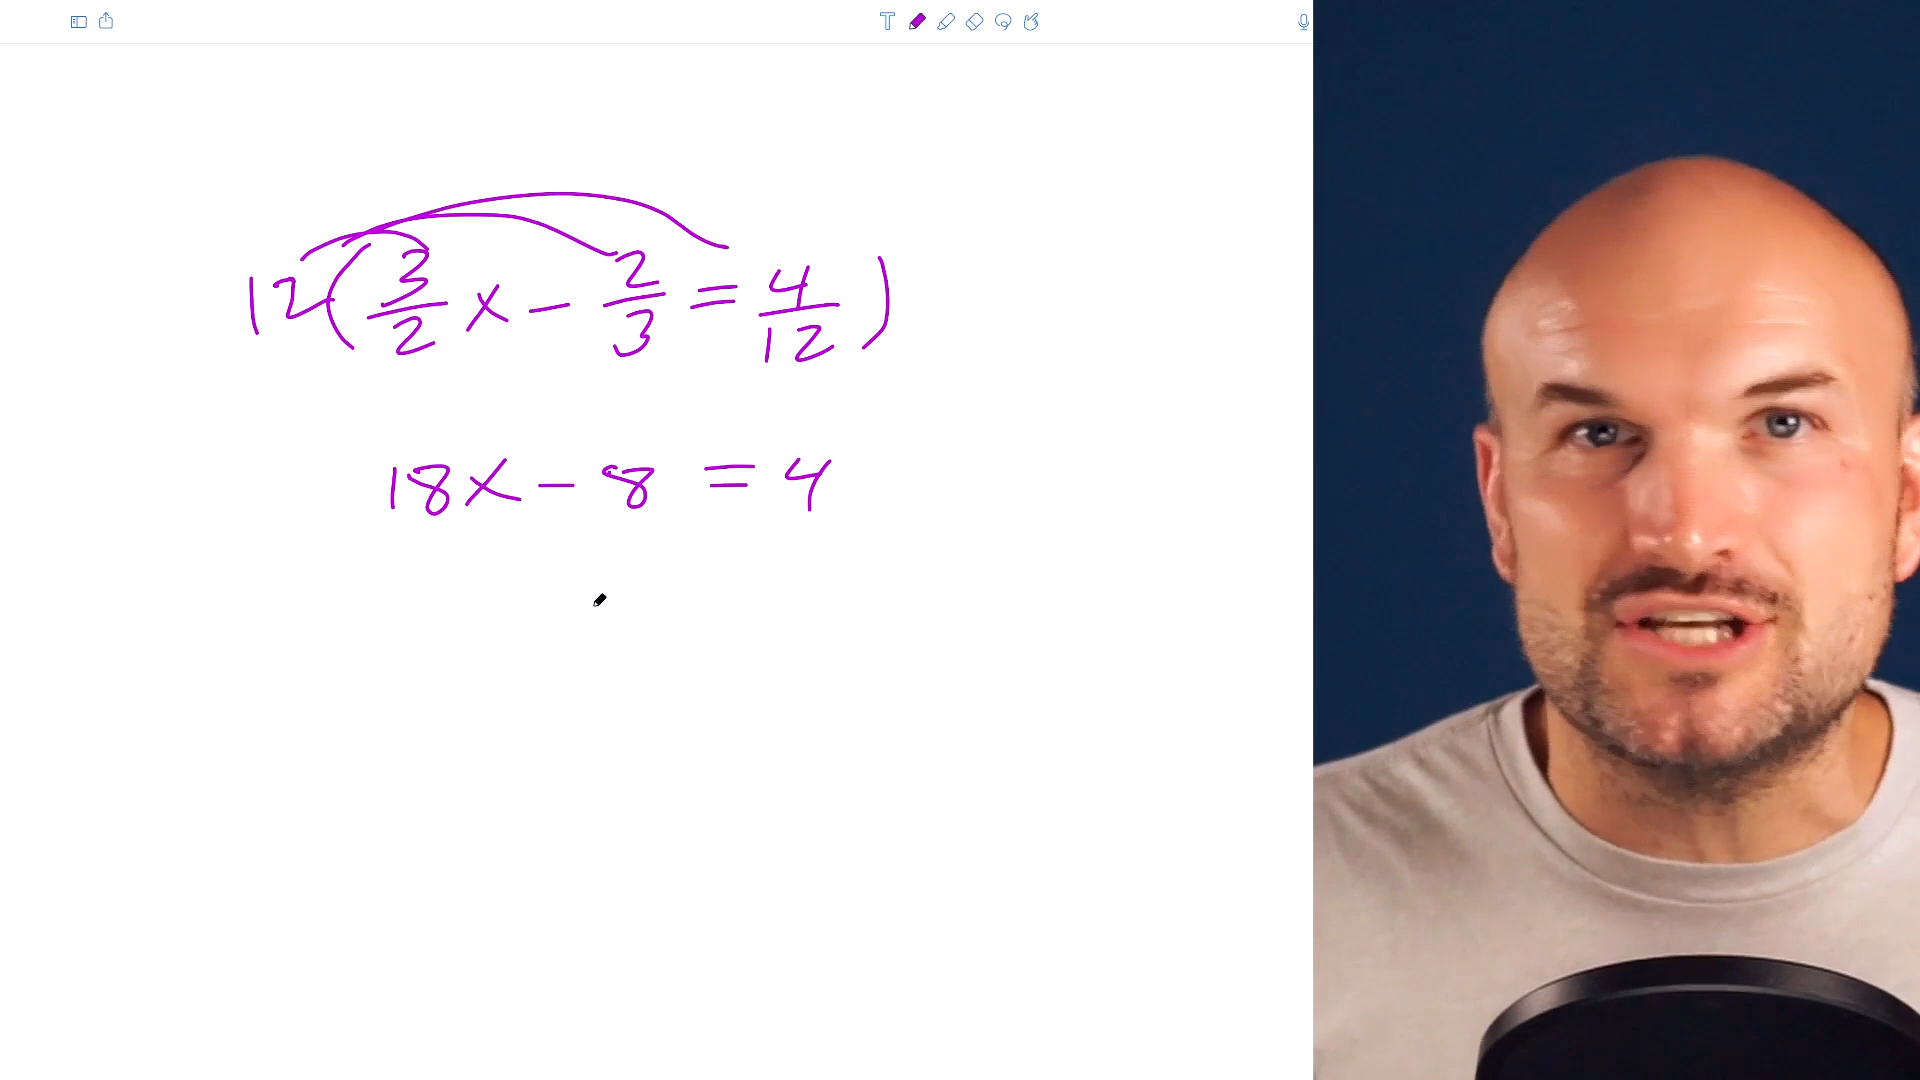 12(3/2 x - 2/3 = 4/12)
18x - 8 = 4